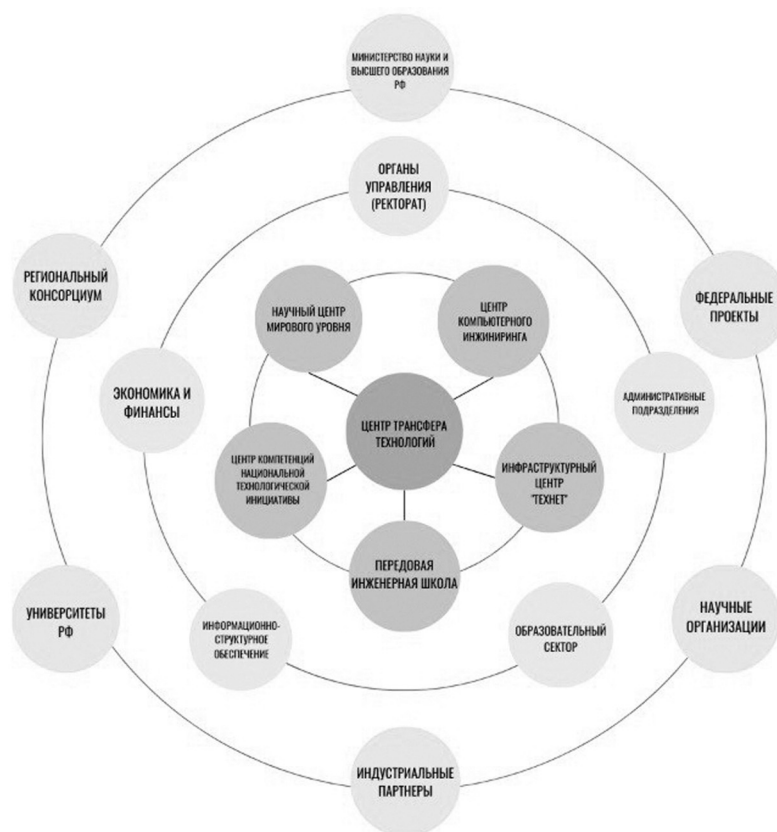 МИНИСТЕРСТВО НАУКИ И
ВЫСШЕГО ОБРАЗОВАНИЯ
РФ
ОРГАНЫ
УПРАВЛЕНИЯ
(РЕКТОРАТ)
РЕГИОНАЛЬНЫЙ
КОНСОРЦИУМ
ФЕДЕРАЛЬНЫЕ
ПРОЕКТЫ
НАУЧНЫЙ ЦЕНТР
МИРОВОГО УРОВНЯ
ЦЕНТР
КОМПЬЮТЕРНОГО
ИНЖИНИРИНГА
ЭКОНОМИКА И
ФИНАНСЫ
АДМИНИСТРАТИВНЫЕ
ПОДРАЗДЕЛЕНИЯ
ЦЕНТР ТРАНСФЕРА
ТЕХНОЛОГИЙ
ЦЕНТР КОМПЕТЕНЦИЙ
НАЦИОНАЛЬНОЙ
ТЕХНОЛОГИЧЕСКОЙ
ИНИЦИАТИВЫ
ИНФРАСТРУКТУРНЫЙ
ЦЕНТР
"ТЕХНЕТ"
ПЕРЕДОВАЯ
ИНЖЕНЕРНАЯ ШКОЛА
УНИВЕРСИТЕТЫ
РФ
НАУЧНЫЕ
ОРГАНИЗАЦИИ
ИНФОРМАЦИОННО-
СТРУКТУРНОЕ
ОБЕСПЕЧЕНИЕ
ОБРАЗОВАТЕЛЬНЫЙ
СЕКТОР
ИНДУСТРИАЛЬНЫЕ
ПАРТНЕРЫ